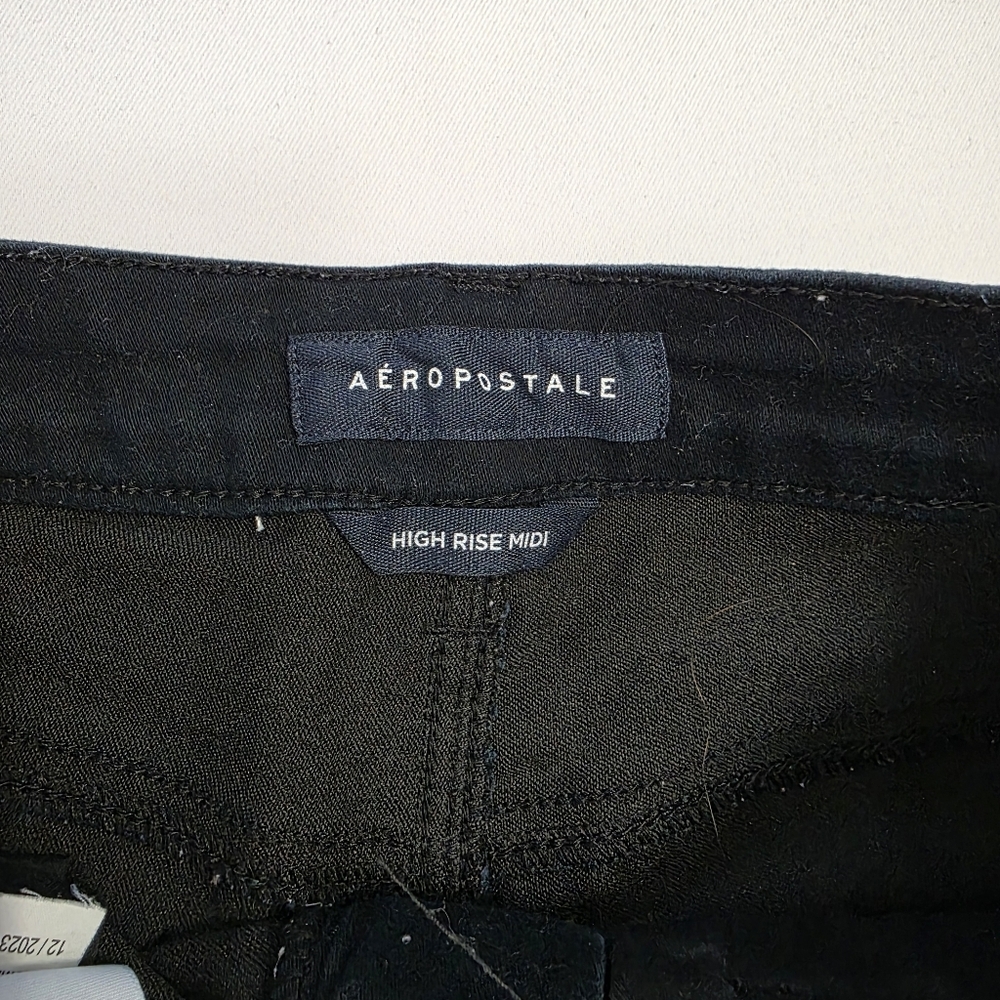 AÉROPOSTALE
HIGH RISE MIDI
12/2023